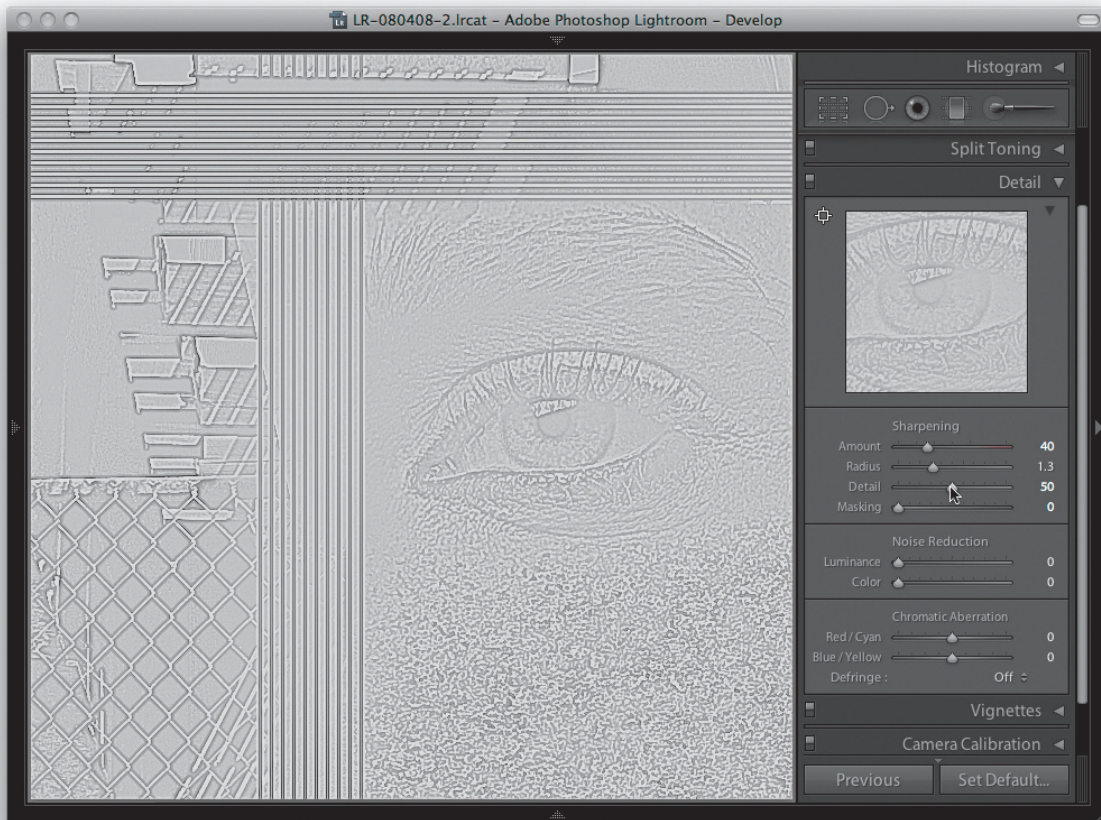 LR-080408-2.lrcat – Adobe Photoshop Lightroom – Develop
Histogram
Split Toning
Detail
Sharpening
Amount 40
Radius 1.3
Detail 50
Masking 0
Noise Reduction
Luminance 0
Color 0
Chromatic Aberration
Red / Cyan 0
Blue / Yellow 0
Defringe : Off
Vignettes
Camera Calibration
Previous Set Default...